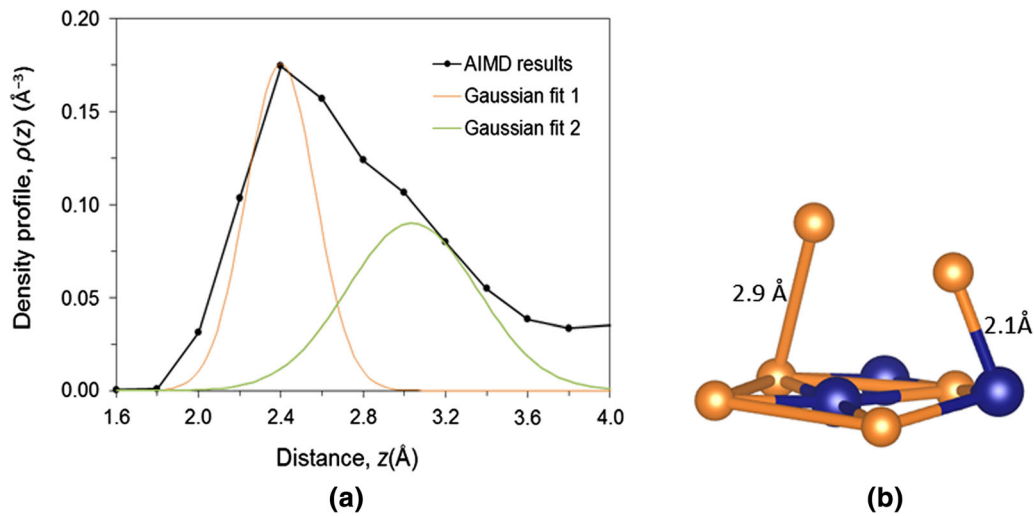 0.20
0.15
0.10
0.05
0.00
Density profile, ρ(z) (Å⁻³)
AIMD results
Gaussian fit 1
Gaussian fit 2
1.6 2.0 2.4 2.8 3.2 3.6 4.0
Distance, z(Å)
(a)
2.9 Å
2.1Å
(b)